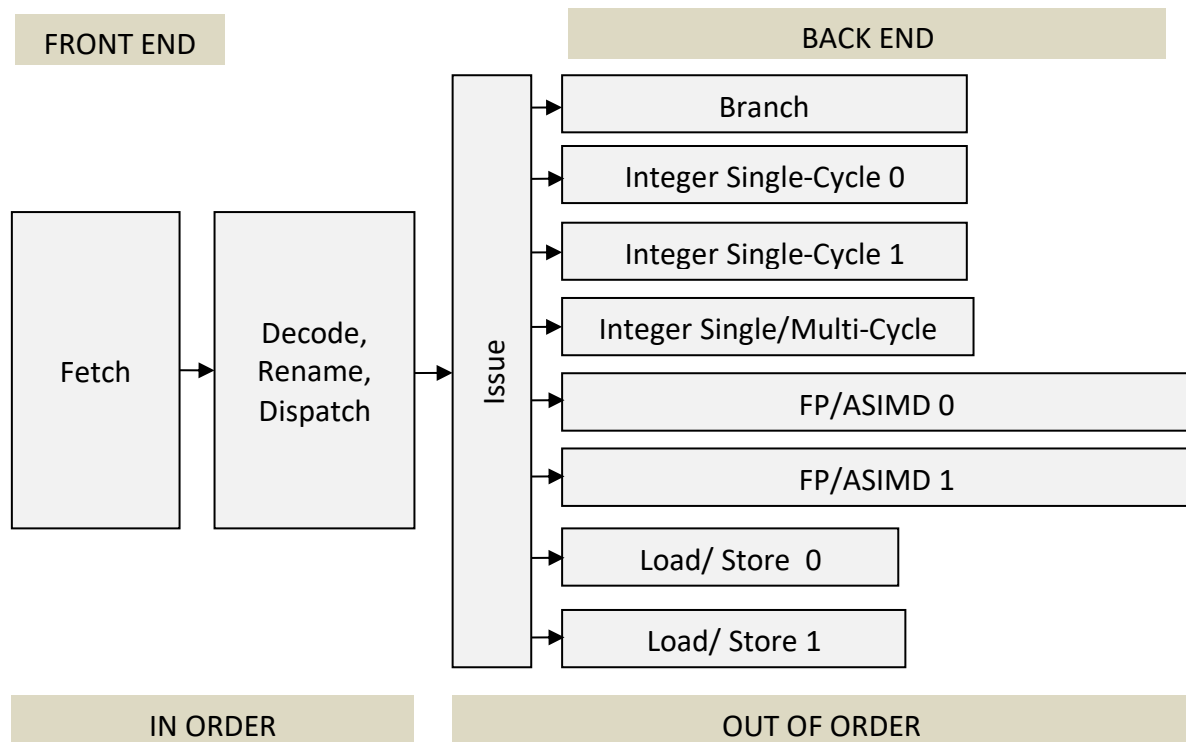 FRONT END
BACK END
Fetch
Decode,
Rename,
Dispatch
Issue
Branch
Integer Single-Cycle 0
Integer Single-Cycle 1
Integer Single/Multi-Cycle
FP/ASIMD 0
FP/ASIMD 1
Load/ Store  0
Load/ Store 1
IN ORDER
OUT OF ORDER